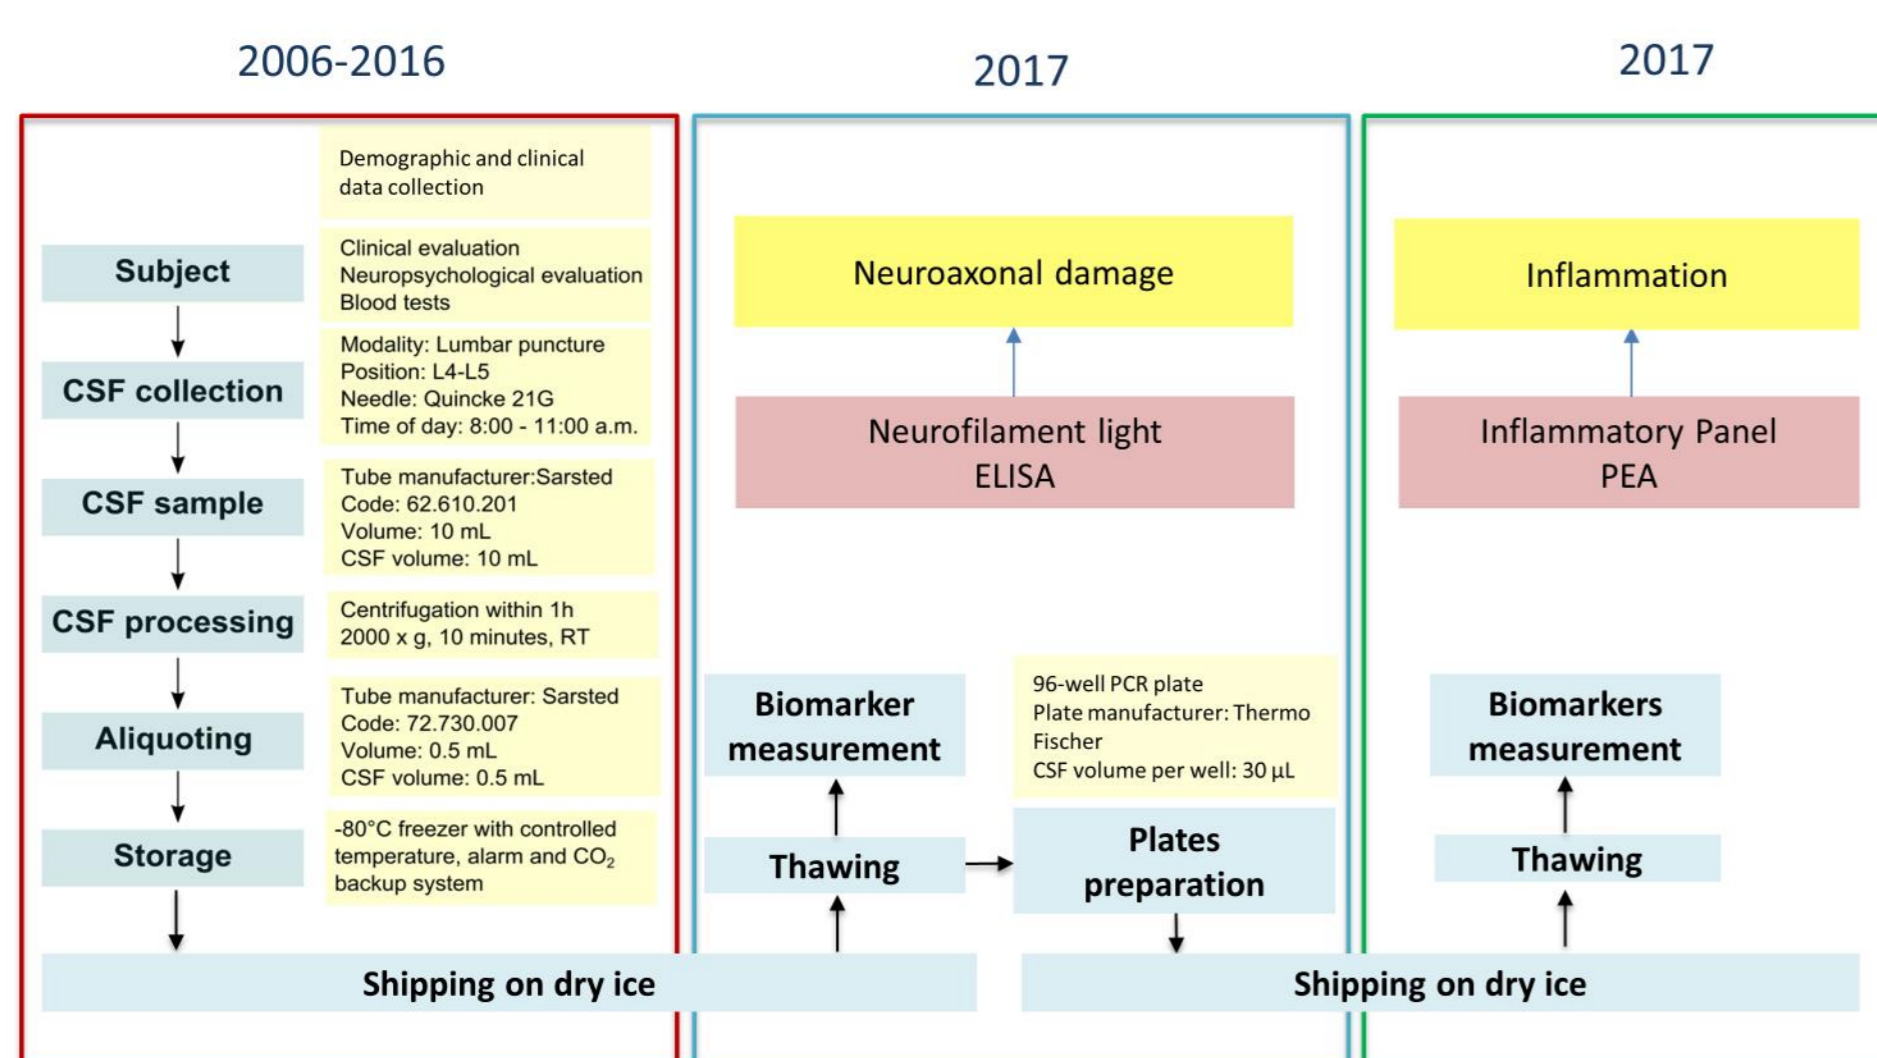 2006-2016
Demographic and clinical
data collection
Subject
Clinical evaluation
Neuropsychological evaluation
Blood tests
CSF collection
Modality: Lumbar puncture
Position: L4-L5
Needle: Quincke 21G
Time of day: 8:00 - 11:00 a.m.
CSF sample
Tube manufacturer:Sarsted
Code: 62.610.201
Volume: 10 mL
CSF volume: 10 mL
CSF processing
Centrifugation within 1h
2000 x g, 10 minutes, RT
Aliquoting
Tube manufacturer: Sarsted
Code: 72.730.007
Volume: 0.5 mL
CSF volume: 0.5 mL
Storage
-80°C freezer with controlled
temperature, alarm and CO₂
backup system
Shipping on dry ice
2017
Neuroaxonal damage
Neurofilament light
ELISA
Biomarker
measurement
96-well PCR plate
Plate manufacturer: Thermo
Fischer
CSF volume per well: 30 µL
Thawing
Plates
preparation
Shipping on dry ice
2017
Inflammation
Inflammatory Panel
PEA
Biomarkers
measurement
Thawing